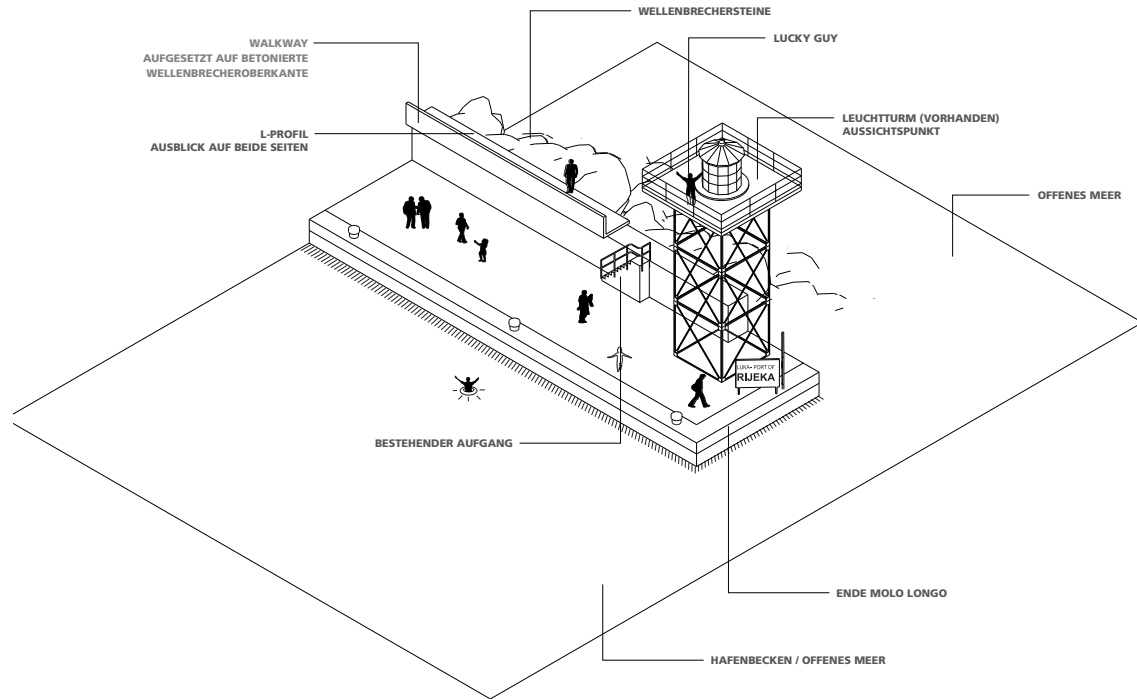 WELLENBRECHERSTEINE
LUCKY GUY
WALKWAY
AUFGESETZT AUF BETONIERTE
WELLENBRECHEROBERKANTE
LEUCHTTURM (VORHANDEN)
AUSSICHTSPUNKT
L-PROFIL
AUSBLICK AUF BEIDE SEITEN
OFFENES MEER
LUKA - PORT OF
RIJEKA
BESTEHENDER AUFGANG
ENDE MOLO LONGO
HAFENBECKEN / OFFENES MEER